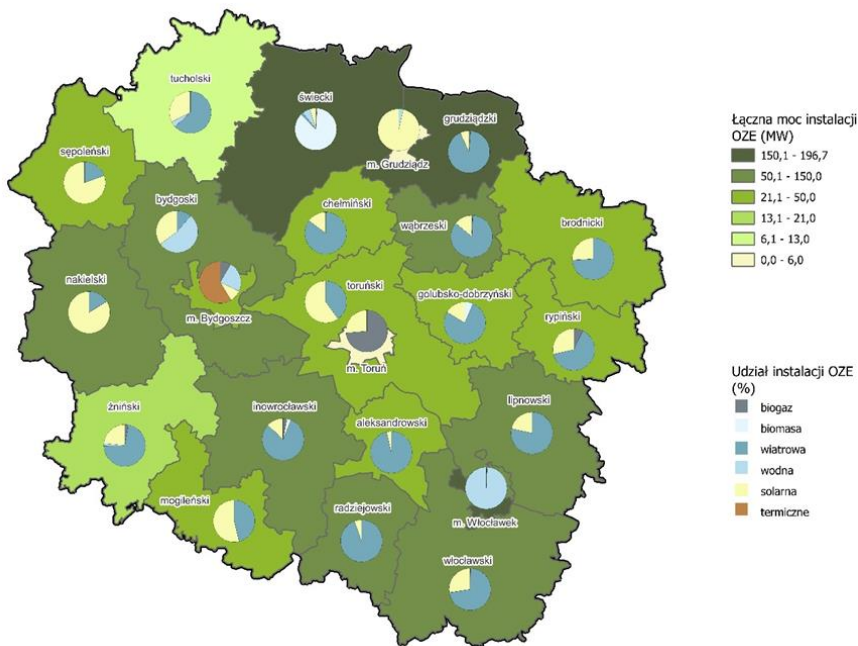 tucholski
świecki
grudziądzki
m. Grudziądz
sępoleński
bydgoski
chełmiński
wąbrzeski
brodnicki
nakielski
m. Bydgoszcz
toruński
golubsko-dobrzyński
rypiński
m. Toruń
żniński
inowrocławski
aleksandrowski
lipnowski
mogileński
radziejowski
m. Włocławek
włocławski
Łączna moc instalacji
OZE (MW)
150,1 - 196,7
50,1 - 150,0
21,1 - 50,0
13,1 - 21,0
6,1 - 13,0
0,0 - 6,0
Udział instalacji OZE
(%)
biogaz
biomasa
wiatrowa
wodna
solarna
termiczne